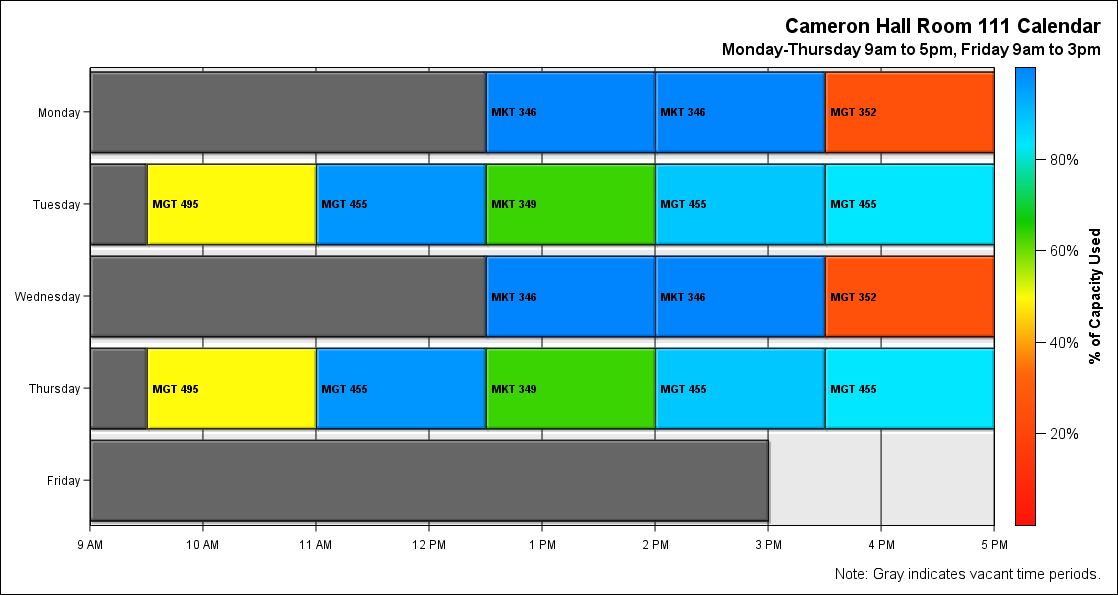 Cameron Hall Room 111 Calendar
Monday-Thursday 9am to 5pm, Friday 9am to 3pm
Monday
MKT 346
MKT 346
MGT 352
Tuesday
MGT 495
MGT 455
MKT 349
MGT 455
MGT 455
Wednesday
MKT 346
MKT 346
MGT 352
Thursday
MGT 495
MGT 455
MKT 349
MGT 455
MGT 455
Friday
9 AM
10 AM
11 AM
12 PM
1 PM
2 PM
3 PM
4 PM
5 PM
80%
60%
40%
20%
% of Capacity Used
Note: Gray indicates vacant time periods.